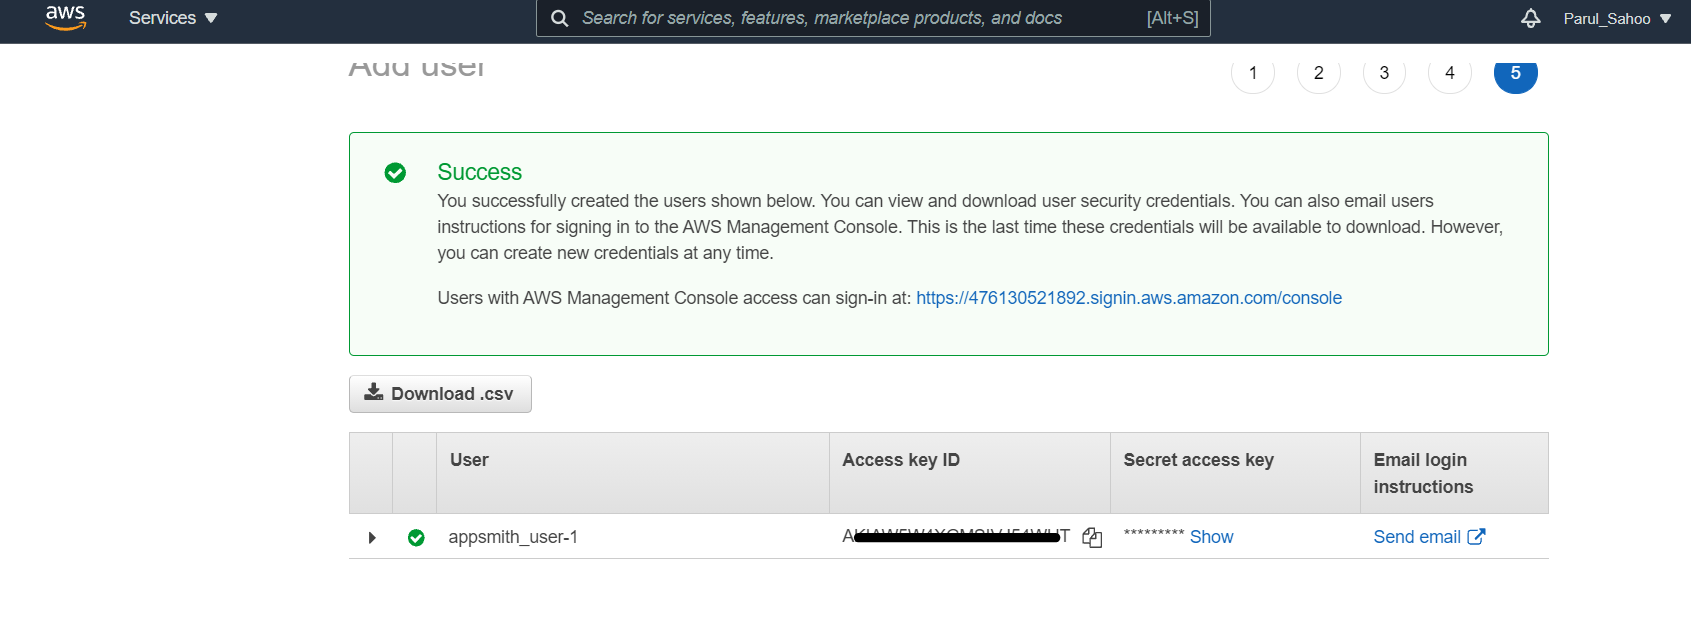 aws Services Search for services, features, marketplace products, and docs [Alt+S] Parul_Sahoo
Add user 1 2 3 4 5
Success
You successfully created the users shown below. You can view and download user security credentials. You can also email users
instructions for signing in to the AWS Management Console. This is the last time these credentials will be available to download. However,
you can create new credentials at any time.
Users with AWS Management Console access can sign-in at: https://476130521892.signin.aws.amazon.com/console
Download .csv
User Access key ID Secret access key Email login
instructions
appsmith_user-1 ********* Show Send email